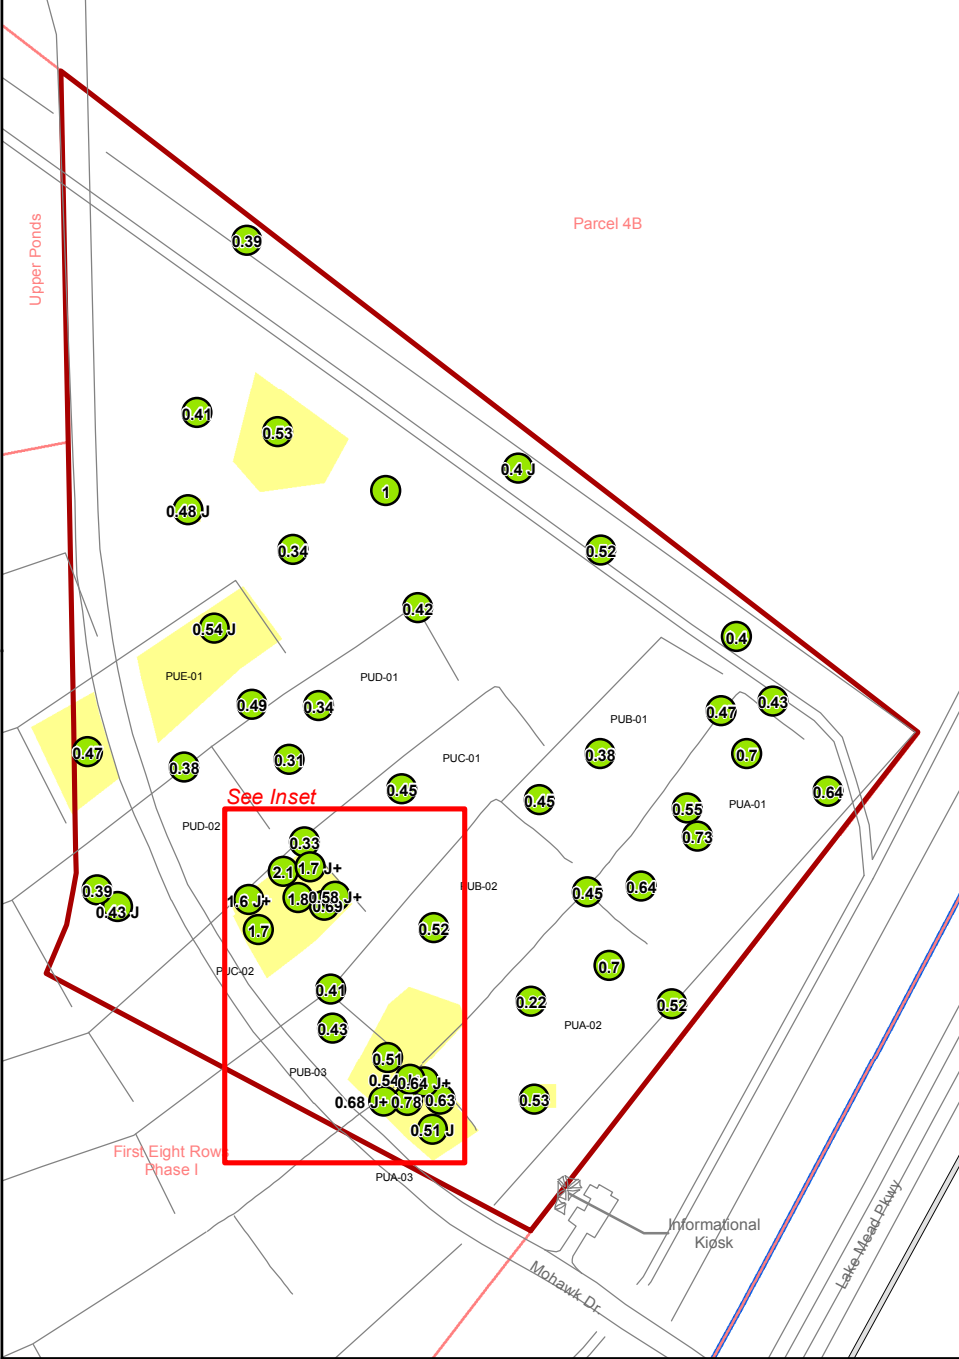 Parcel 4B
Upper Ponds
0.39
0.41
0.53
0.4 J
1
0.48 J
0.34
0.52
0.42
0.54 J
0.4
PUE-01
PUD-01
0.49
0.34
0.47
0.43
PUB-01
0.47
0.38
0.31
PUC-01
0.38
0.7
0.45
0.45
0.64
See Inset
PUA-01
0.55
PUD-02
0.33
0.73
2.1
1.7 J+
PUB-02
0.64
0.39
0.43 J
1.6 J+
1.8
0.58 J+
0.69
0.45
1.7
0.52
PUC-02
0.7
0.41
0.22
0.52
0.43
PUA-02
0.51
PUB-03
0.54 J
0.64 J+
0.68 J+
0.78
0.63
0.53
0.51 J
First Eight Rows
Phase I
PUA-03
Informational
Kiosk
Mohawk Dr.
Lake Mead Pkwy